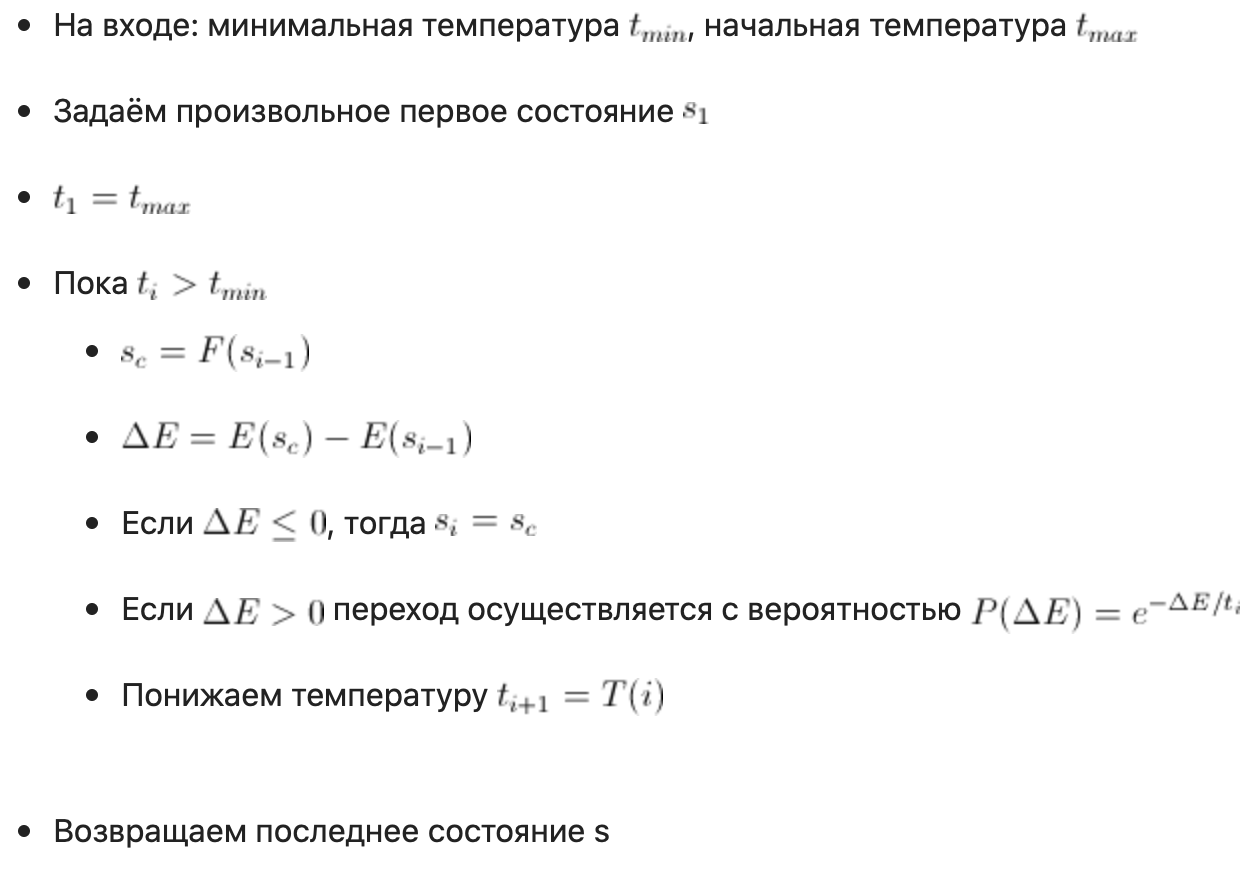 • На входе: минимальная температура $t_{min}$, начальная температура $t_{max}$
• Задаём произвольное первое состояние $s_1$
• $t_1 = t_{max}$
• Пока $t_i > t_{min}$
• $s_c = F(s_{i-1})$
• $\Delta E = E(s_c) - E(s_{i-1})$
• Если $\Delta E \leq 0$, тогда $s_i = s_c$
• Если $\Delta E > 0$ переход осуществляется с вероятностью $P(\Delta E) = e^{-\Delta E/t_i}$
• Понижаем температуру $t_{i+1} = T(i)$
• Возвращаем последнее состояние s